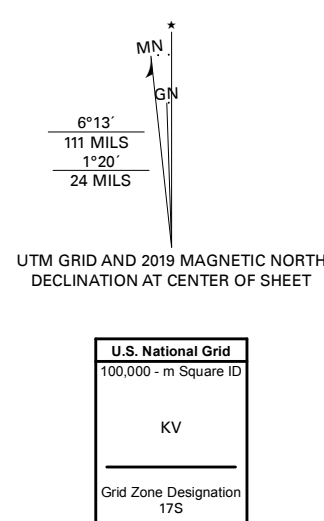 ★
MN
GN
6°13´
111 MILS
1°20´
24 MILS
UTM GRID AND 2019 MAGNETIC NORTH
DECLINATION AT CENTER OF SHEET
U.S. National Grid
100,000 - m Square ID
KV
Grid Zone Designation
17S